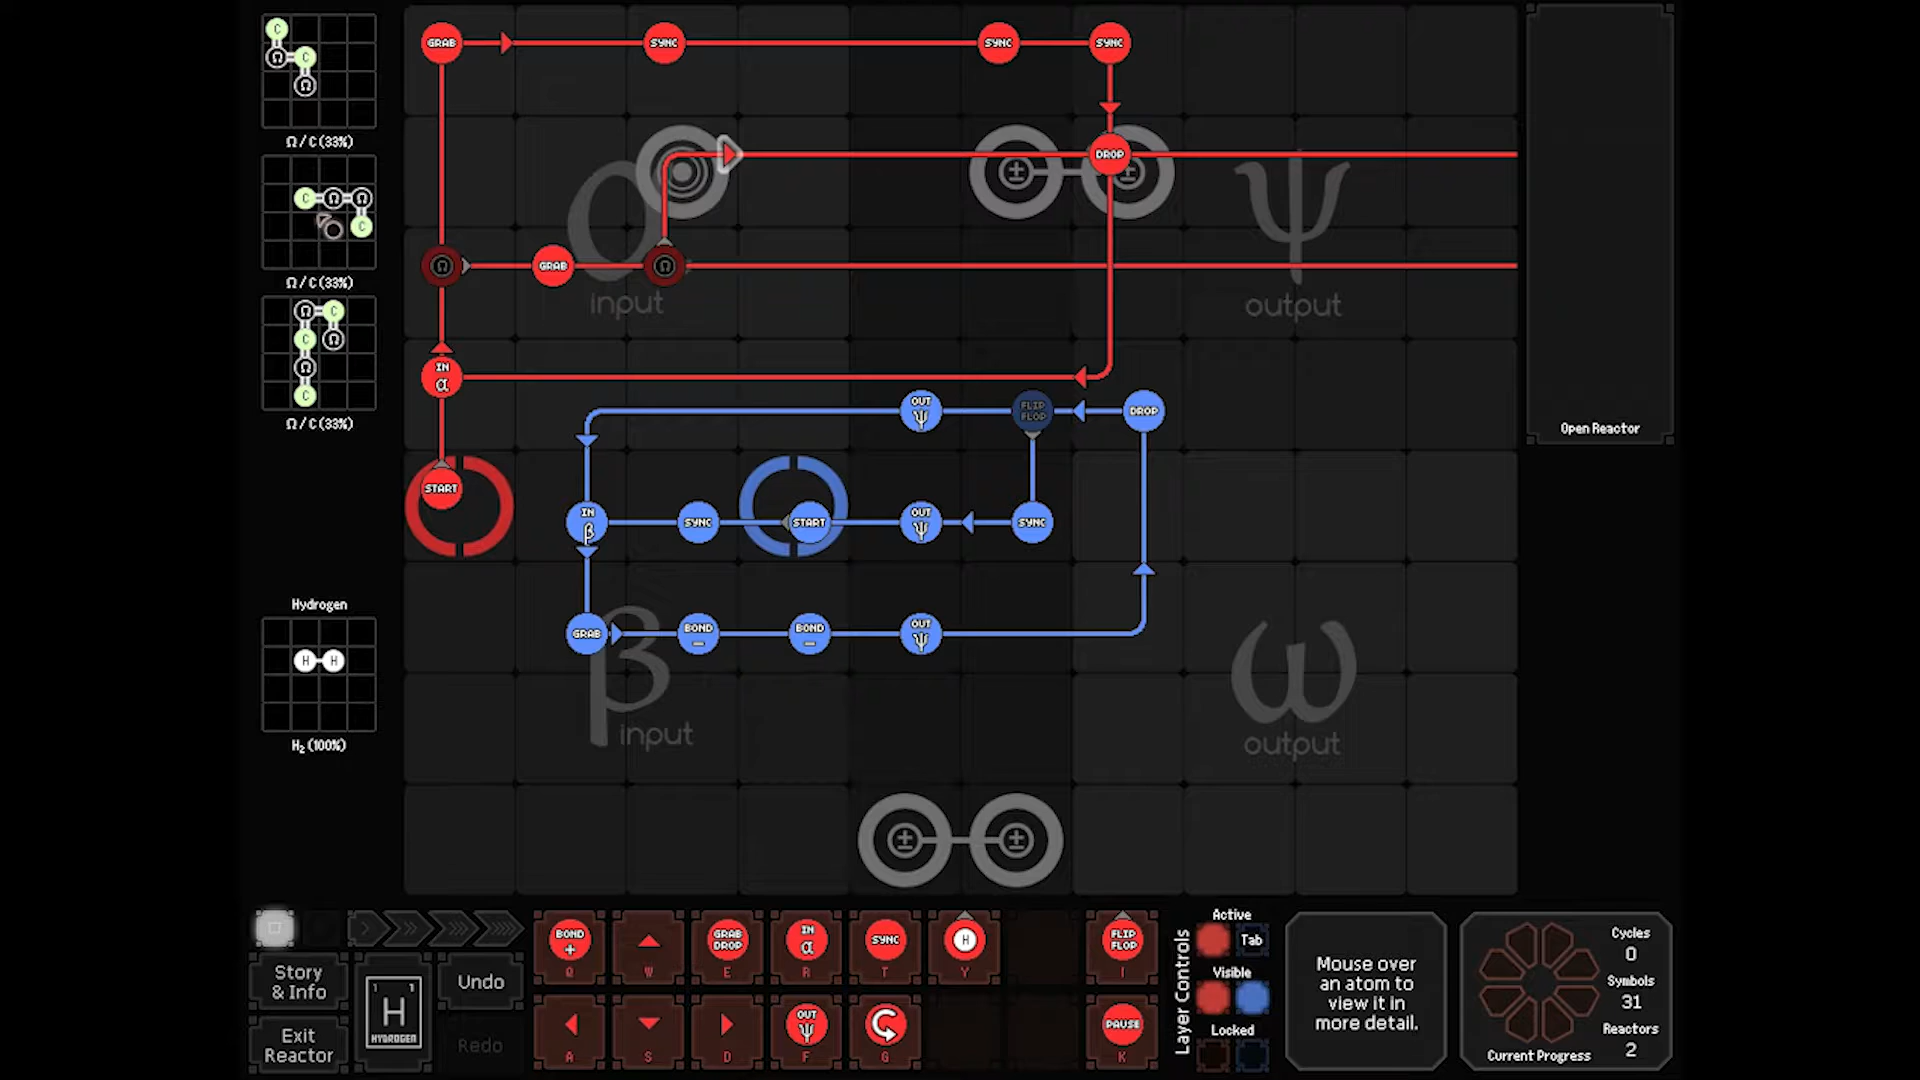 C
Ω C
Ω
Ω / C (33%)
C Ω Ω
C
Ω / C (33%)
Ω C
C Ω
Ω
C
Ω / C (33%)
Hydrogen
H H
H₂ (100%)
GRAB SYNC SYNC SYNC
DROP
α
ψ
Ω GRAB Ω
input
output
IN
α
OUT
ψ
FLIP
FLOP
DROP
START
IN
β
SYNC START
OUT
ψ
SYNC
GRAB
BOND
−
BOND
−
OUT
ψ
β
input
ω
output
± ±
± ±
Open Reactor
Story
& Info
Exit
Reactor
1 1
H
HYDROGEN
Undo
Redo
BOND
+
Q
W
GRAB
DROP
E
IN
α
R
SYNC
T
H
Y
FLIP
FLOP
I
A
S
D
OUT
ψ
F
G
PAUSE
K
Layer Controls
Active
Tab
Visible
Locked
Mouse over
an atom to
view it in
more detail.
Current Progress
Cycles
0
Symbols
31
Reactors
2